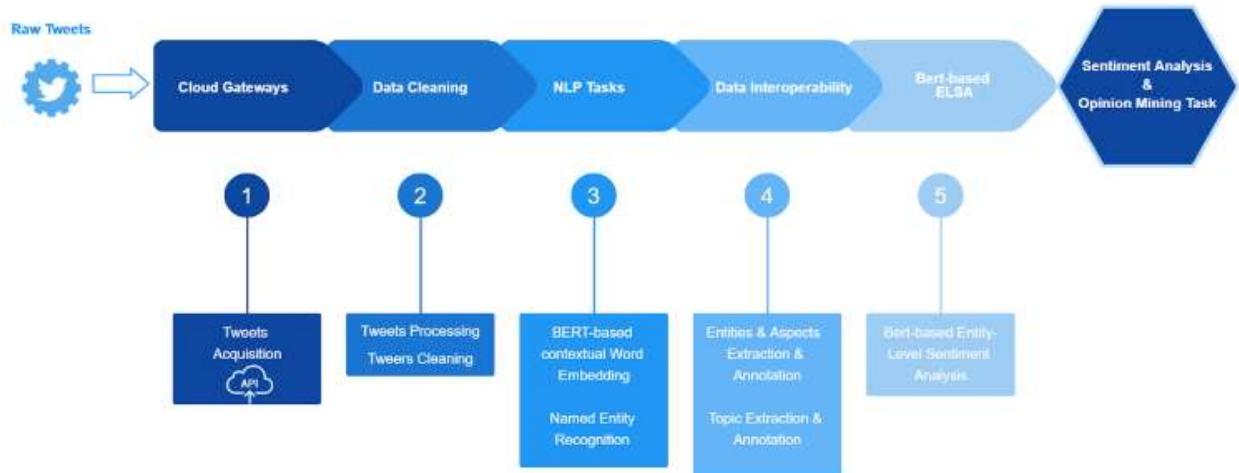 Raw Tweets
Cloud Gateways
Data Cleaning
NLP Tasks
Data Interoperability
Bert-based
ELSA
Sentiment Analysis
&
Opinion Mining Task
1
2
3
4
5
Tweets
Acquisition
API
Tweets Processing
Tweers Cleaning
BERT-based
contextual Word
Embedding
Named Entity
Recognition
Entities & Aspects
Extraction &
Annotation
Topic Extraction &
Annotation
Bert-based Entity-
Level Sentiment
Analysis